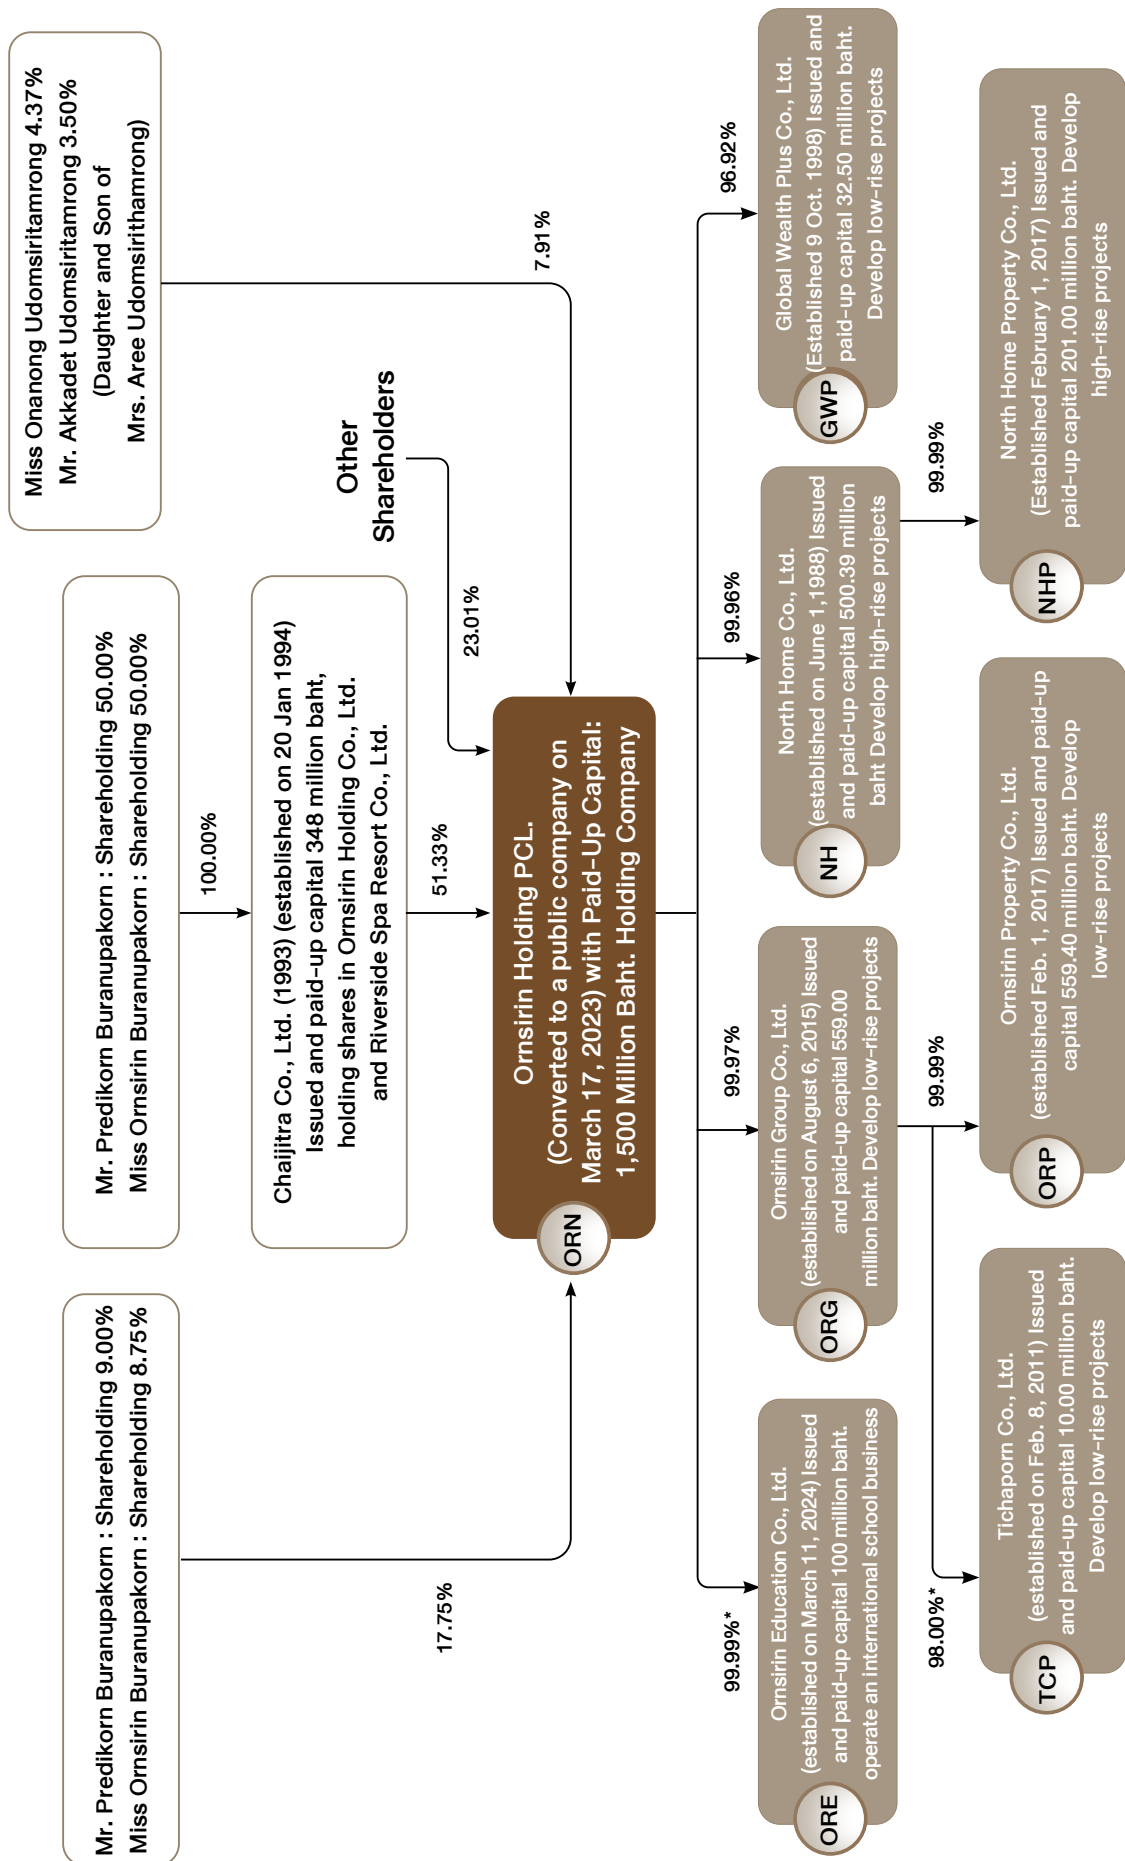 Mr. Predikorn Buranupakorn : Shareholding 9.00%
Miss Ornsirin Buranupakorn : Shareholding 8.75%
Mr. Predikorn Buranupakorn : Shareholding 50.00%
Miss Ornsirin Buranupakorn : Shareholding 50.00%
Miss Onanong Udomsiritamrong 4.37%
Mr. Akkadet Udomsiritamrong 3.50%
(Daughter and Son of
Mrs. Aree Udomsirithamrong)
100.00%
Chaijitra Co., Ltd. (1993) (established on 20 Jan 1994)
Issued and paid-up capital 348 million baht,
holding shares in Ornsirin Holding Co., Ltd.
and Riverside Spa Resort Co., Ltd.
Other
Shareholders
17.75%
51.33%
23.01%
7.91%
ORN
Ornsirin Holding PCL.
(Converted to a public company on
March 17, 2023) with Paid-Up Capital:
1,500 Million Baht. Holding Company
99.99%*
99.97%
99.96%
96.92%
ORE
Ornsirin Education Co., Ltd.
(established on March 11, 2024) Issued
and paid-up capital 100 million baht.
operate an international school business
ORG
Ornsirin Group Co., Ltd.
(established on August 6, 2015) Issued
and paid-up capital 559.00
million baht. Develop low-rise projects
NH
North Home Co., Ltd.
(established on June 1,1988) Issued
and paid-up capital 500.39 million
baht Develop high-rise projects
GWP
Global Wealth Plus Co., Ltd.
(Established 9 Oct. 1998) Issued and
paid-up capital 32.50 million baht.
Develop low-rise projects
98.00%*
99.99%
99.99%
TCP
Tichaporn Co., Ltd.
(established on Feb. 8, 2011) Issued
and paid-up capital 10.00 million baht.
Develop low-rise projects
ORP
Ornsirin Property Co., Ltd.
(established Feb. 1, 2017) Issued and paid-up
capital 559.40 million baht. Develop
low-rise projects
NHP
North Home Property Co., Ltd.
(Established February 1, 2017) Issued and
paid-up capital 201.00 million baht. Develop
high-rise projects